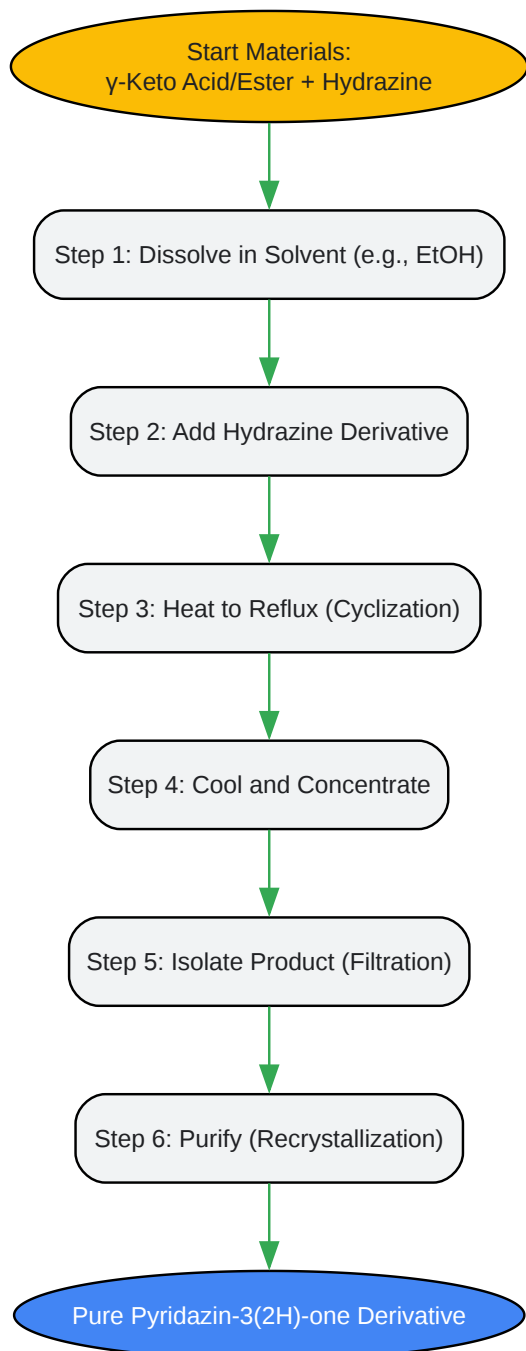 Start Materials:
γ-Keto Acid/Ester + Hydrazine
Step 1: Dissolve in Solvent (e.g., EtOH)
Step 2: Add Hydrazine Derivative
Step 3: Heat to Reflux (Cyclization)
Step 4: Cool and Concentrate
Step 5: Isolate Product (Filtration)
Step 6: Purify (Recrystallization)
Pure Pyridazin-3(2H)-one Derivative